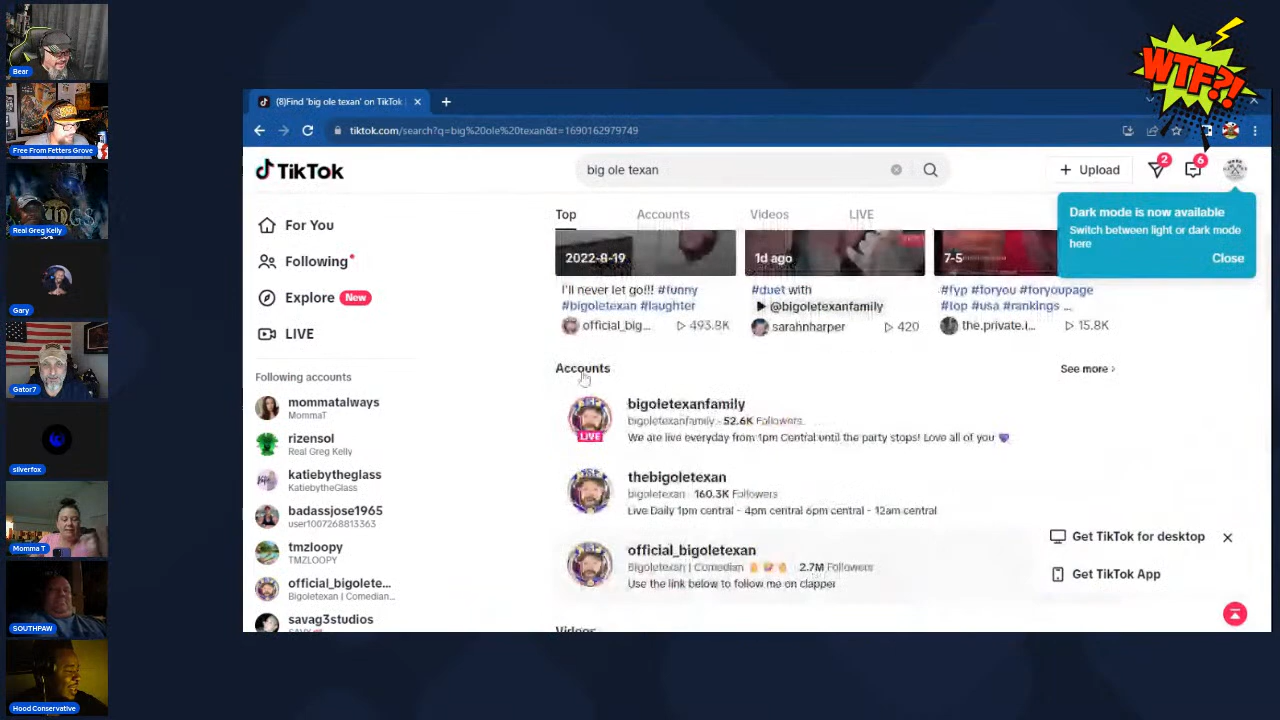 Bear
Free From Fetters Grove
Real Greg Kelly
Gary
Gator7
silverfox
Momma T
SOUTHPAW
Hood Conservative
WTF?!
(8)Find 'big ole texan' on TikTok
tiktok.com/search?q=big%20ole%20texan&t=1690162979749
TikTok
big ole texan
Upload
2
6
Dark mode is now available
Switch between light or dark mode
here
Close
For You
Following
Explore New
LIVE
Following accounts
mommatalways
MommaT
rizensol
Real Greg Kelly
katiebytheglass
KatiebytheGlass
badassjose1965
user1007268813363
tmzloopy
TMZLOOPY
official_bigolete...
Bigoletexan | Comedian...
savag3studios
Top Accounts Videos LIVE
2022-8-19
I'll never let go!!! #funny
#bigoletexan #laughter
official_big... 493.8K
1d ago
#duet with
@bigoletexanfamily
sarahnharper 420
7-5
#fyp #foryou #foryoupage
#top #usa #rankings ...
the.private.i... 15.8K
Accounts
See more
bigoletexanfamily
bigoletexanfamily · 52.6K Followers
We are live everyday from 1pm Central until the party stops! Love all of you 💜
LIVE
thebigoletexan
bigoletexan · 160.3K Followers
Live Daily 1pm central - 4pm central 6pm central - 12am central
official_bigoletexan
Bigoletexan | Comedian 2.7M Followers
Use the link below to follow me on clapper
Get TikTok for desktop
Get TikTok App
Videos